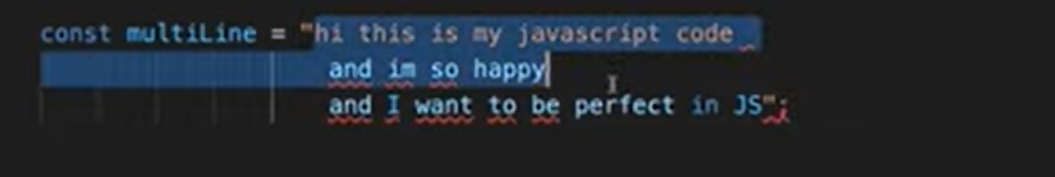 const multiLine = "hi this is my javascript code
and im so happy
and I want to be perfect in JS";